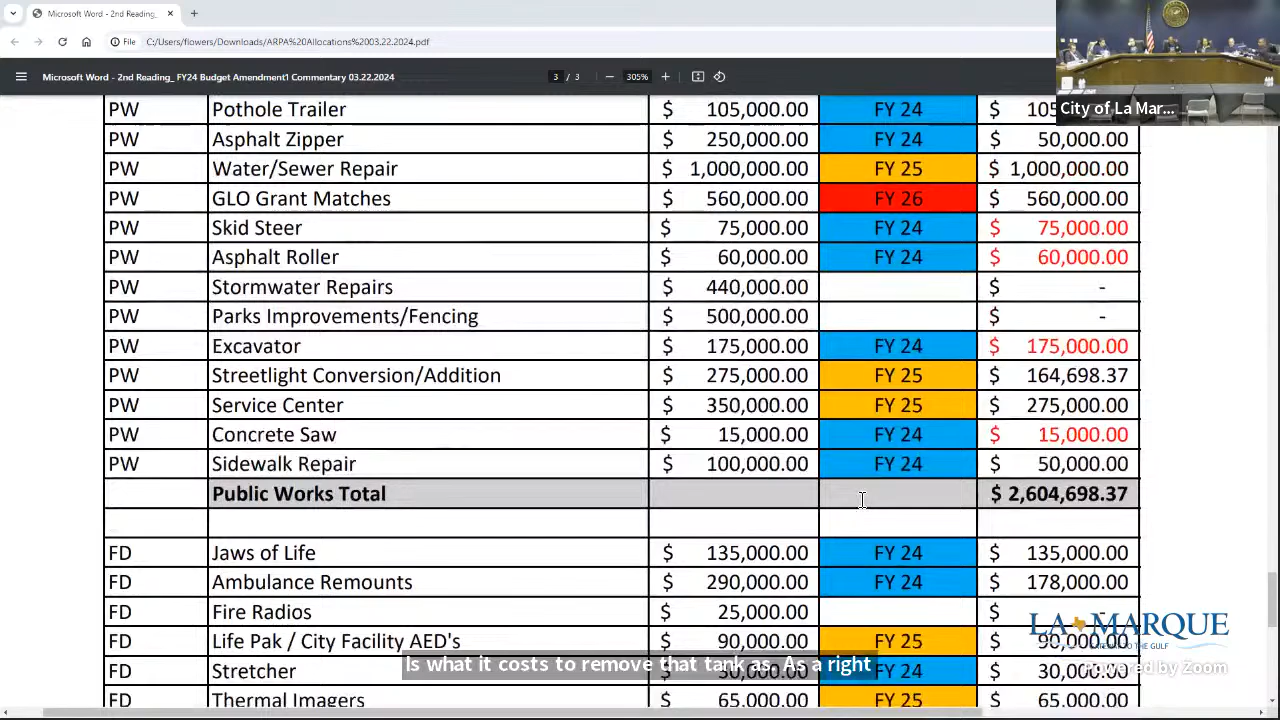 Microsoft Word - 2nd Reading_
File C:/Users/flowers/Downloads/ARPA%20Allocations%2003.22.2024.pdf
Microsoft Word - 2nd Reading_ FY24 Budget Amendment1 Commentary 03.22.2024 3 / 3 305%
City of La Mar...
PW Pothole Trailer $ 105,000.00 FY 24 $
PW Asphalt Zipper $ 250,000.00 FY 24 $ 50,000.00
PW Water/Sewer Repair $ 1,000,000.00 FY 25 $ 1,000,000.00
PW GLO Grant Matches $ 560,000.00 FY 26 $ 560,000.00
PW Skid Steer $ 75,000.00 FY 24 $ 75,000.00
PW Asphalt Roller $ 60,000.00 FY 24 $ 60,000.00
PW Stormwater Repairs $ 440,000.00 $ -
PW Parks Improvements/Fencing $ 500,000.00 $ -
PW Excavator $ 175,000.00 FY 24 $ 175,000.00
PW Streetlight Conversion/Addition $ 275,000.00 FY 25 $ 164,698.37
PW Service Center $ 350,000.00 FY 25 $ 275,000.00
PW Concrete Saw $ 15,000.00 FY 24 $ 15,000.00
PW Sidewalk Repair $ 100,000.00 FY 24 $ 50,000.00
Public Works Total $ 2,604,698.37
FD Jaws of Life $ 135,000.00 FY 24 $ 135,000.00
FD Ambulance Remounts $ 290,000.00 FY 24 $ 178,000.00
FD Fire Radios $ 25,000.00 $ -
FD Life Pak / City Facility AED's $ 90,000.00 FY 25 $ 90,000.00
FD Stretcher $ FY 24 $ 30,000.00
FD Thermal Imagers $ 65,000.00 FY 25 $ 65,000.00
Is what it costs to remove that tank as. As a right
LA MARQUE
GATEWAY TO THE GULF
Powered by Zoom